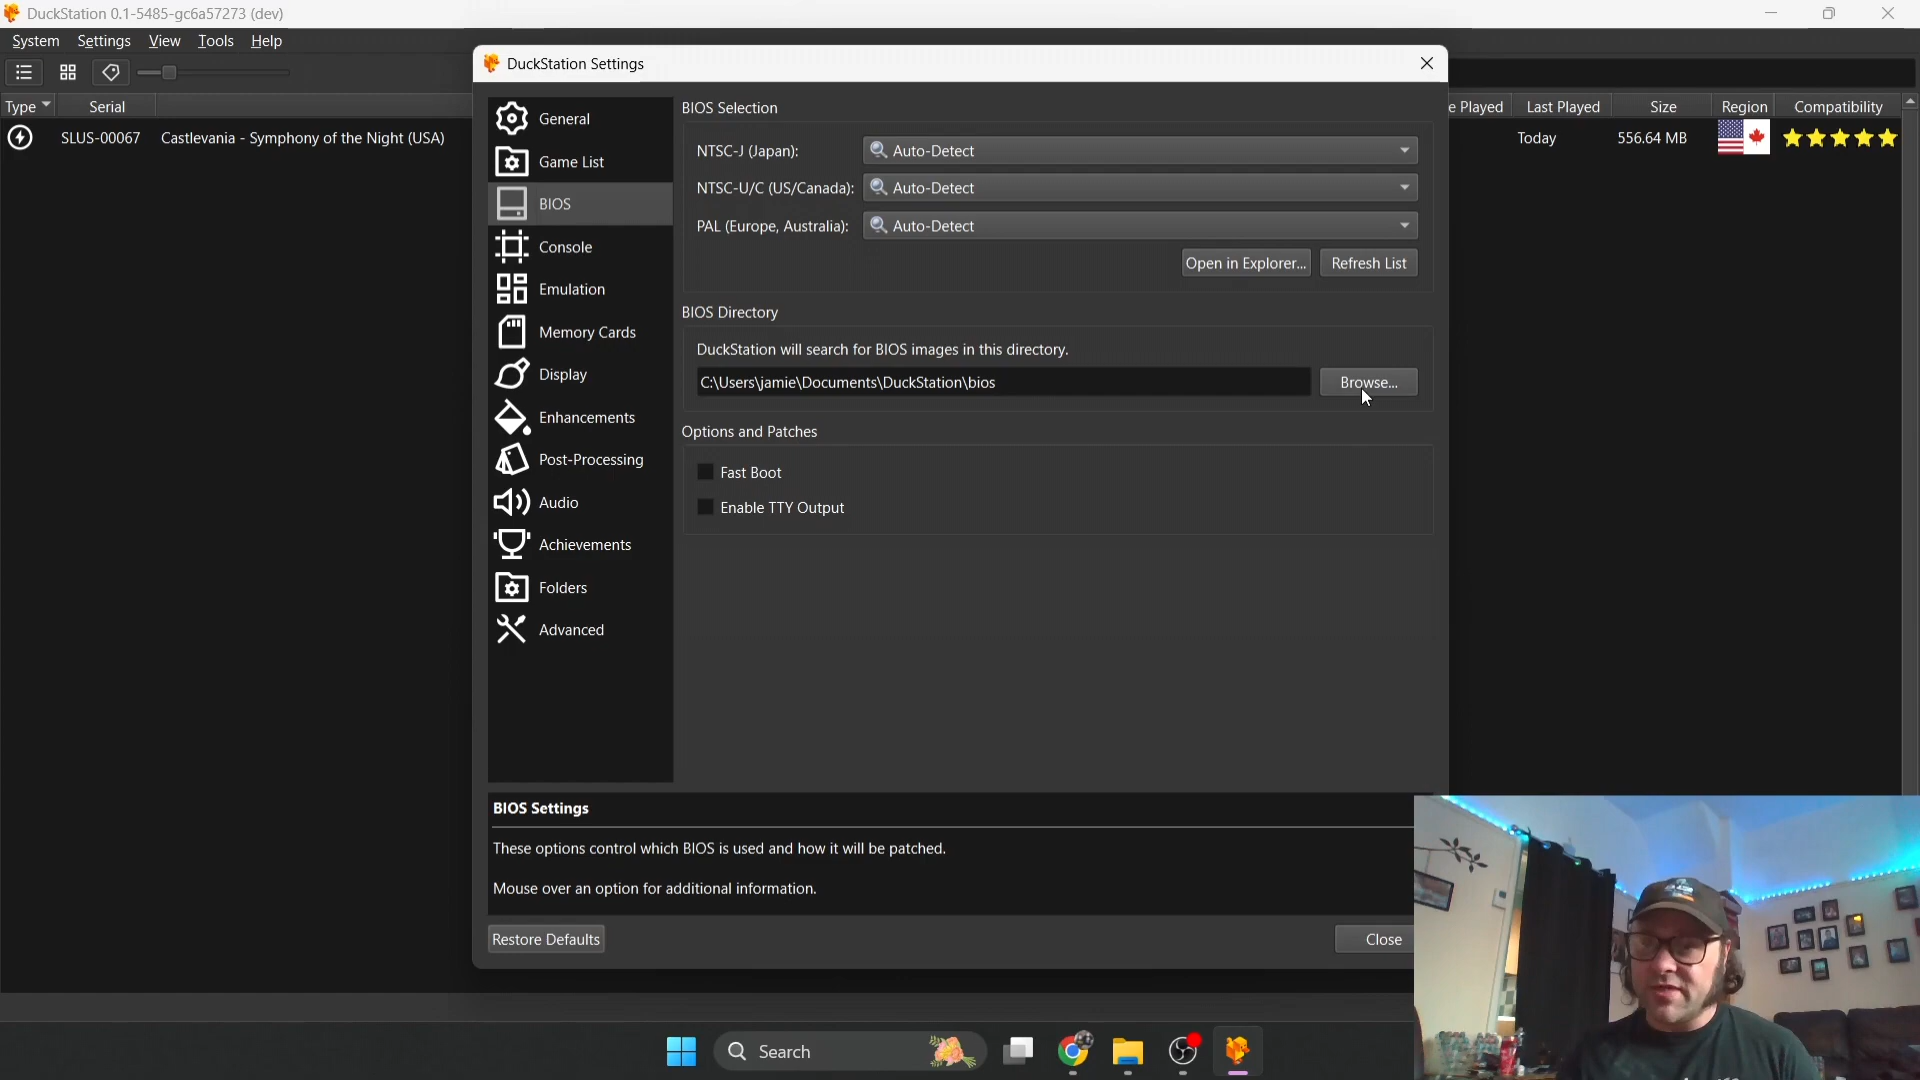 DuckStation 0.1-5485-gc6a57273 (dev)
System Settings View Tools Help
DuckStation Settings
Type Serial
e Played Last Played Size Region Compatibility
SLUS-00067 Castlevania - Symphony of the Night (USA)
Today 556.64 MB
General
Game List
BIOS
Console
Emulation
Memory Cards
Display
Enhancements
Post-Processing
Audio
Achievements
Folders
Advanced
BIOS Selection
NTSC-J (Japan): Auto-Detect
NTSC-U/C (US/Canada): Auto-Detect
PAL (Europe, Australia): Auto-Detect
Open in Explorer... Refresh List
BIOS Directory
DuckStation will search for BIOS images in this directory.
C:\Users\jamie\Documents\DuckStation\bios Browse...
Options and Patches
Fast Boot
Enable TTY Output
BIOS Settings
These options control which BIOS is used and how it will be patched.
Mouse over an option for additional information.
Restore Defaults Close
Search